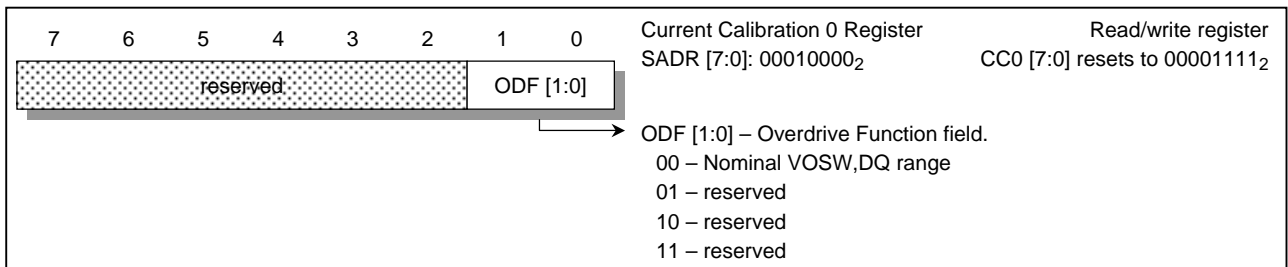 7 6 5 4 3 2 1 0
reserved
ODF [1:0]
Current Calibration 0 Register
Read/write register
SADR [7:0]: 00010000₂
CC0 [7:0] resets to 00001111₂
ODF [1:0] – Overdrive Function field.
00 – Nominal VOSW,DQ range
01 – reserved
10 – reserved
11 – reserved